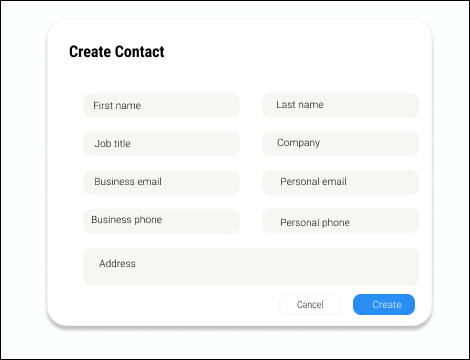 Create Contact
First name
Last name
Job title
Company
Business email
Personal email
Business phone
Personal phone
Address
Cancel
Create